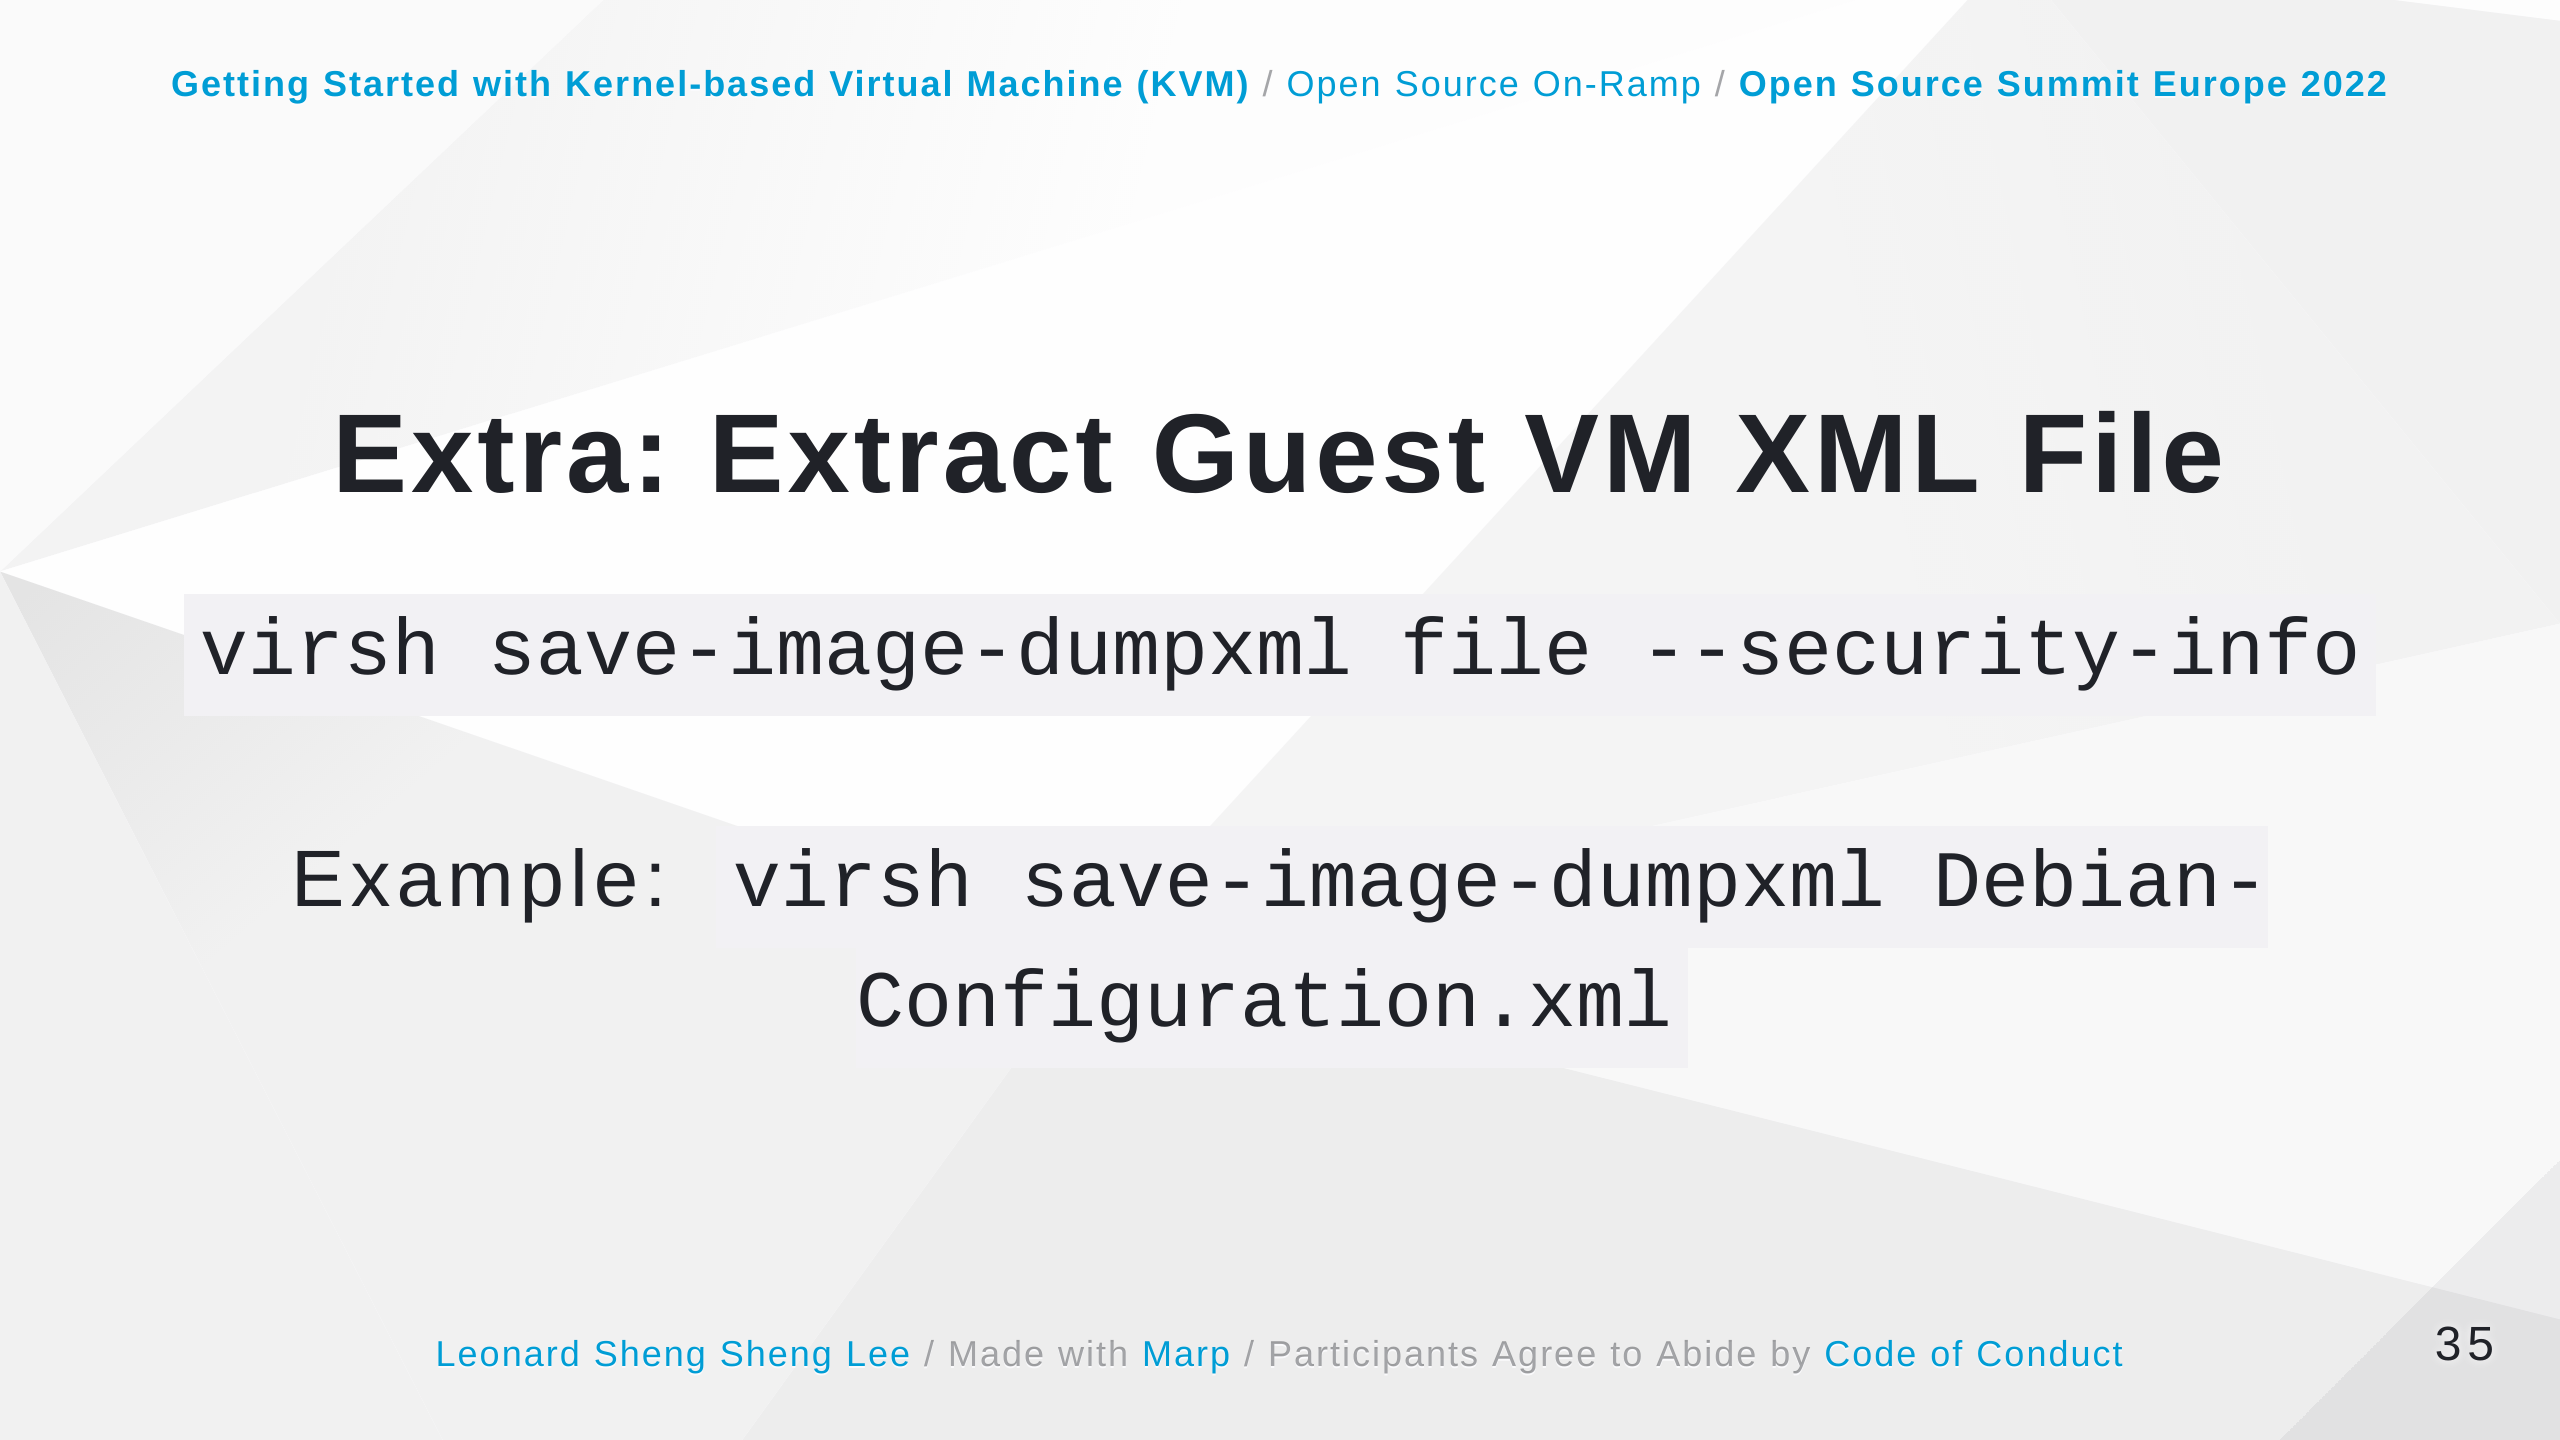 Getting Started with Kernel-based Virtual Machine (KVM) / Open Source On-Ramp / Open Source Summit Europe 2022
Extra: Extract Guest VM XML File
virsh save-image-dumpxml file --security-info
Example: virsh save-image-dumpxml Debian-
Configuration.xml
Leonard Sheng Sheng Lee / Made with Marp / Participants Agree to Abide by Code of Conduct
35